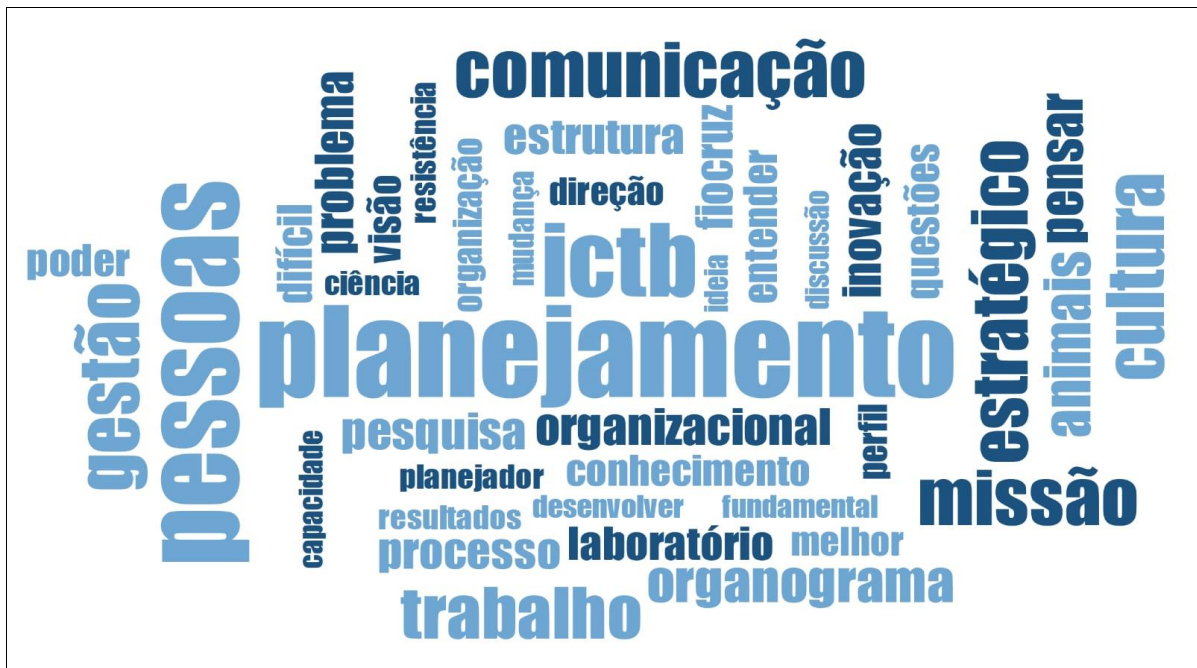 comunicação
problema
resistência
estrutura
fiocruz
pensar
inovação
organização
estratégico
questões
entender
visão
mudança
direção
cultura
pessoas
discussão
difícil
ictb
poder
ciência
ideia
animais
gestão
planejamento
pesquisa
organizacional
perfil
capacidade
planejador
conhecimento
missão
resultados
desenvolver
fundamental
processo
laboratório
melhor
organograma
trabalho